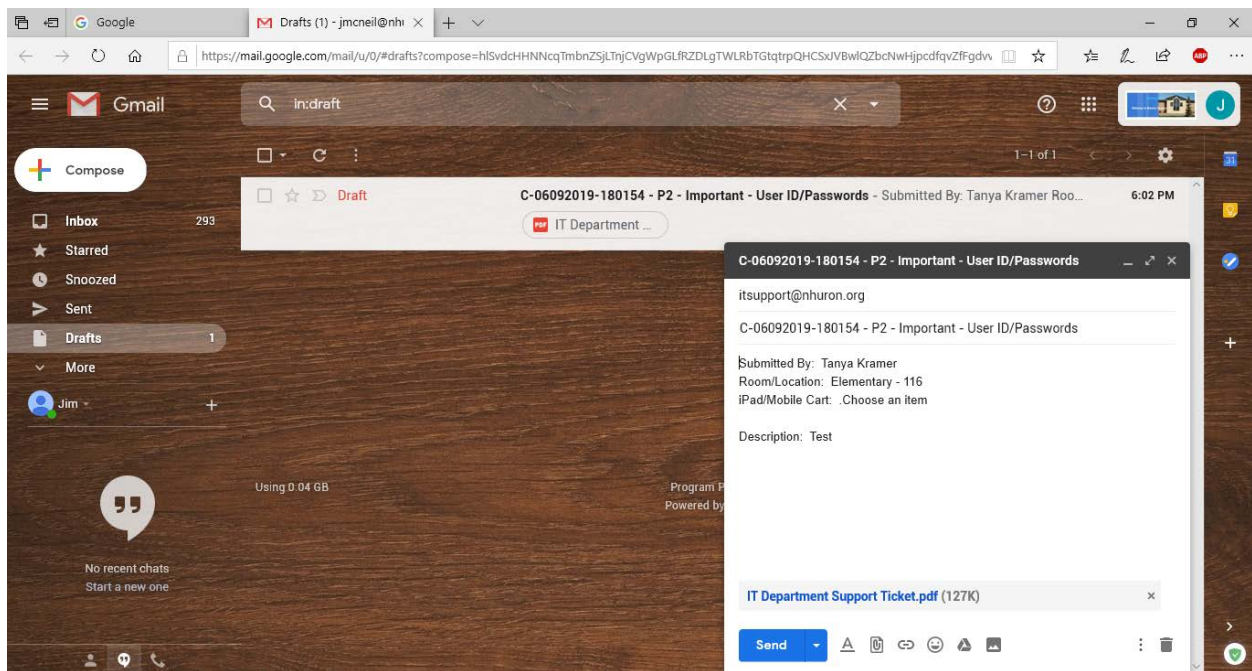 Google
Drafts (1) - jmcneil@nhu
https://mail.google.com/mail/u/0/#drafts?compose=
ABP
Gmail
in:draft
J
Compose
1–1 of 1
31
Draft
C-06092019-180154 - P2 - Important - User ID/Passwords - Submitted By: Tanya Kramer Roo...
6:02 PM
PDF IT Department ...
Inbox 293
Starred
Snoozed
Sent
Drafts 1
More
Jim
C-06092019-180154 - P2 - Important - User ID/Passwords
itsupport@nhuron.org
C-06092019-180154 - P2 - Important - User ID/Passwords
Submitted By: Tanya Kramer
Room/Location: Elementary - 116
iPad/Mobile Cart: .Choose an item
Description: Test
Using 0.04 GB
Program P
Powered by
No recent chats
Start a new one
IT Department Support Ticket.pdf (127K)
Send